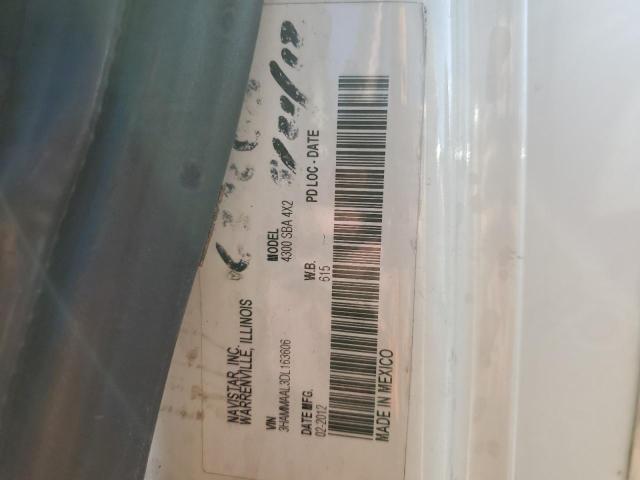 NAVISTAR, INC.
WARRENVILLE, ILLINOIS
VIN MODEL
3HAMMAAL3DL163606 4300 SBA 4X2
DATE MFG. W.B. PD LOC - DATE
02-2012 615
MADE IN MEXICO